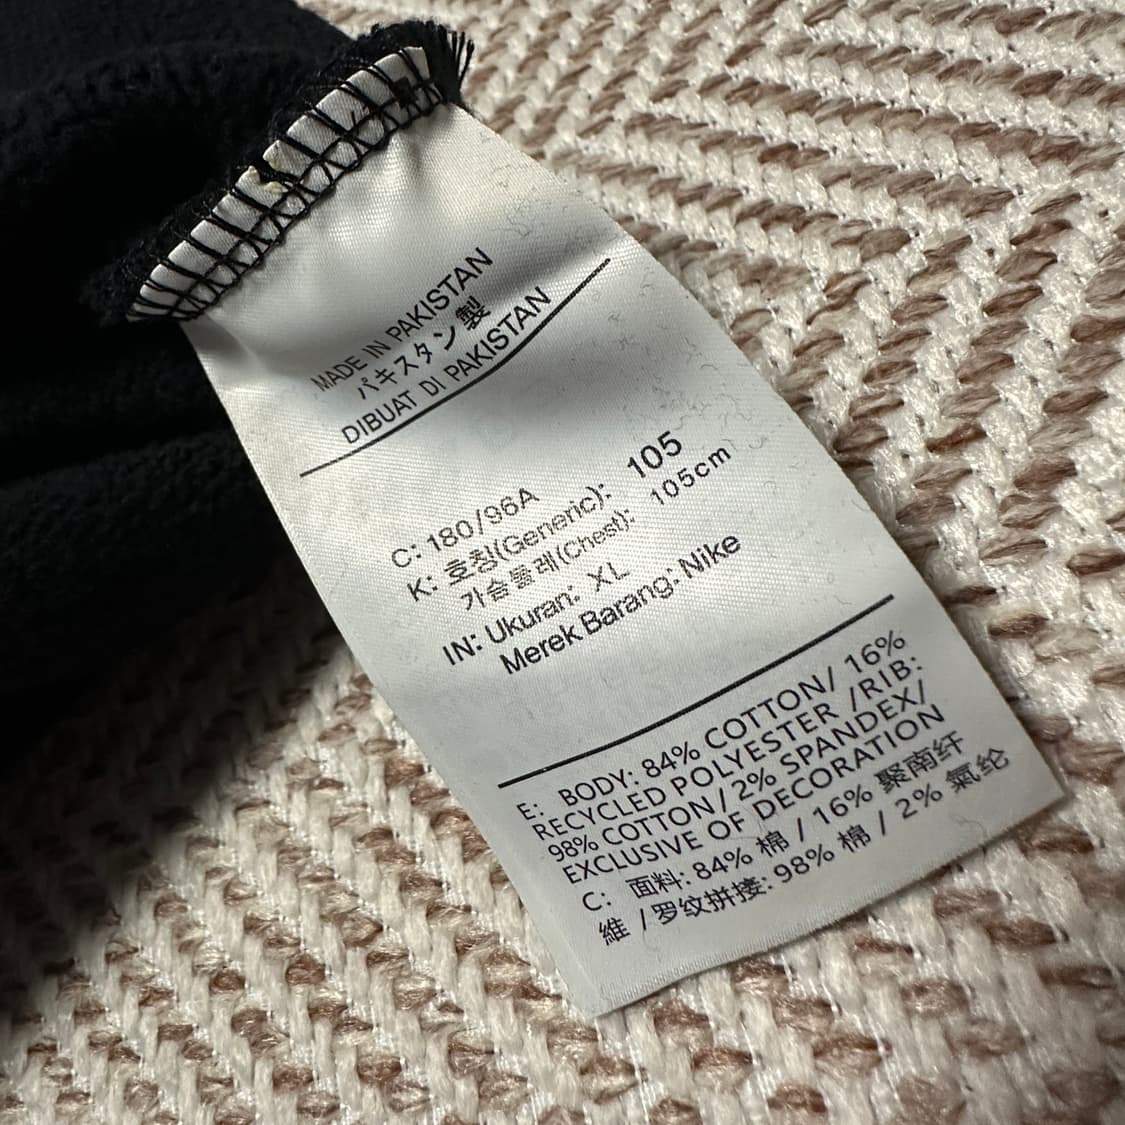 MADE IN PAKISTAN
パキスタン製
DIBUAT DI PAKISTAN
C: 180/96A
K: 호칭(Generic): 105
가슴둘레(Chest): 105cm
IN: Ukuran: XL
Merek Barang: Nike
E: BODY: 84% COTTON/ 16%
RECYCLED POLYESTER /RIB:
98% COTTON/ 2% SPANDEX/
EXCLUSIVE OF DECORATION
C: 面料: 84% 棉 / 16% 聚南纤
維 /罗纹拼接: 98% 棉 / 2% 氨纶